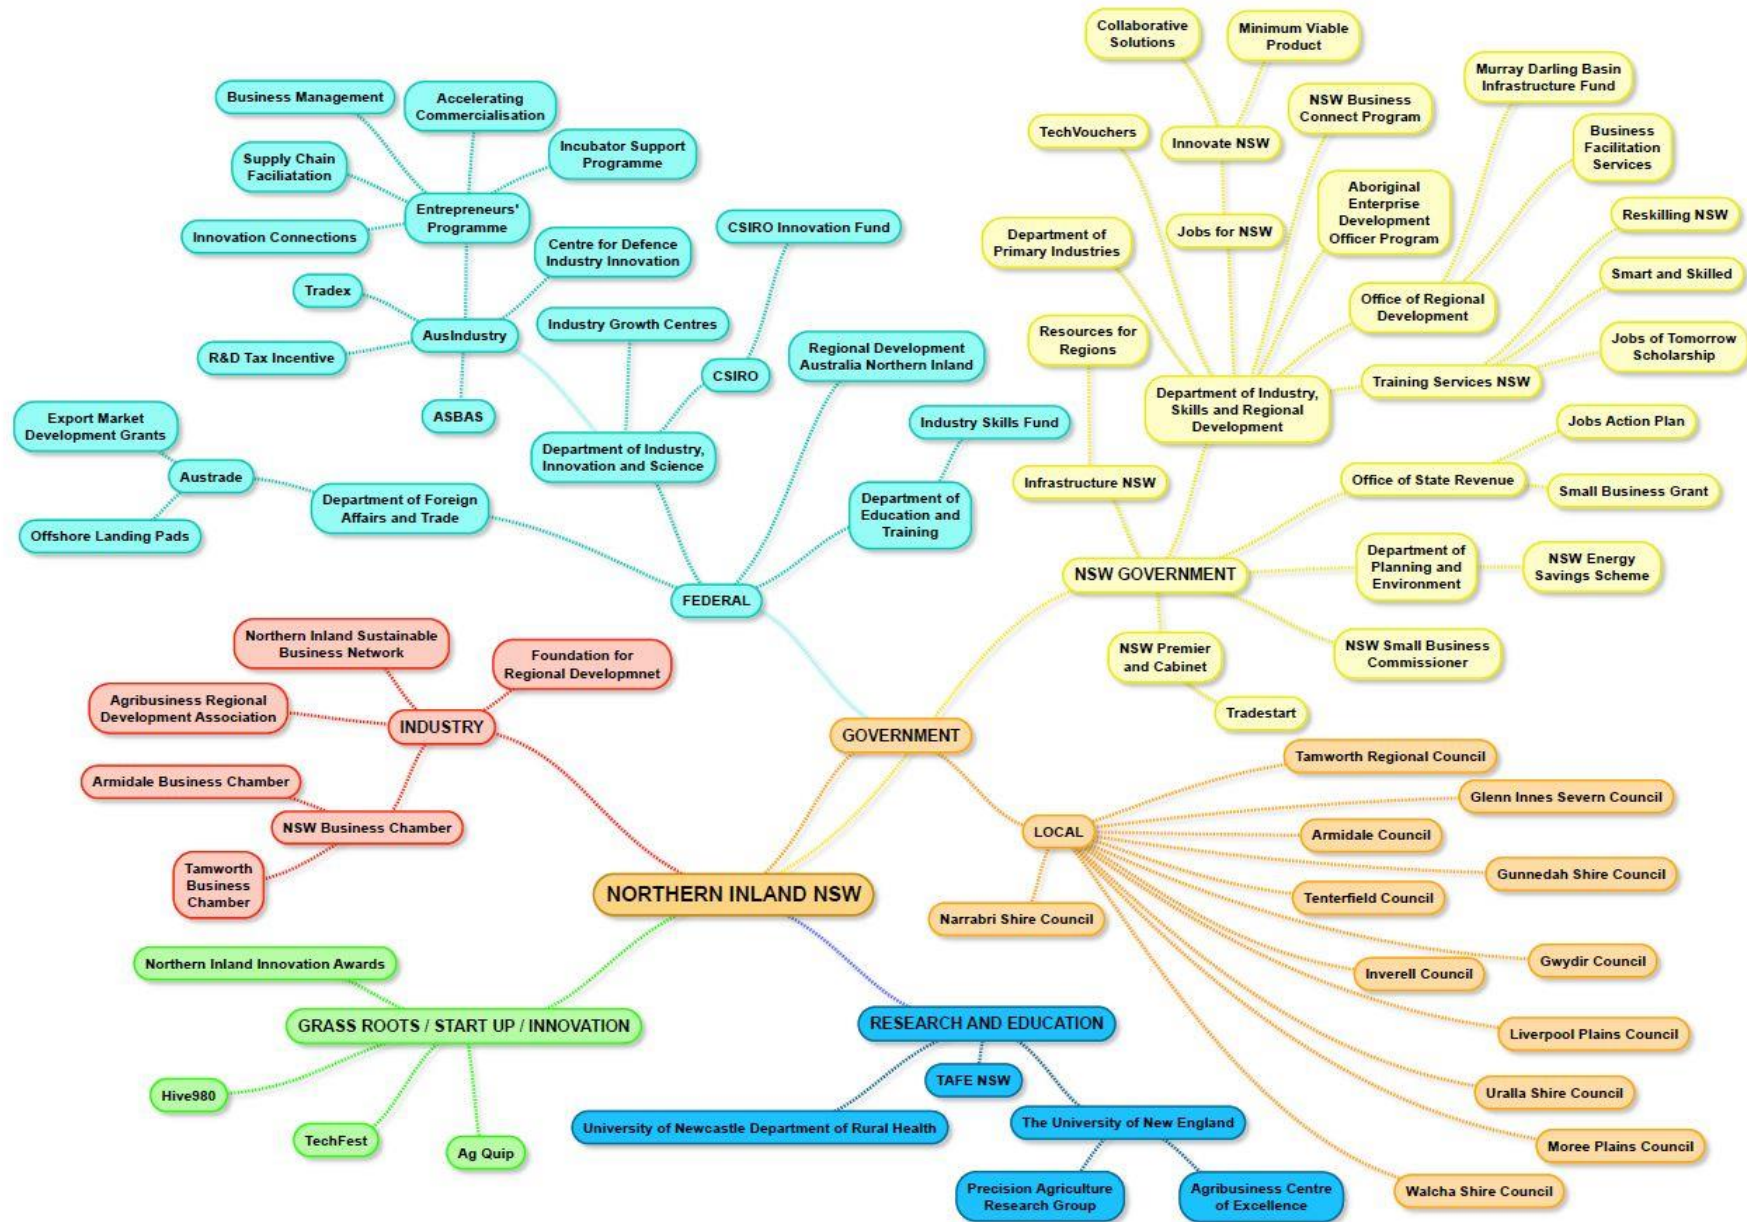 Collaborative
Solutions
Minimum Viable
Product
Murray Darling Basin
Infrastructure Fund
Business Management
Accelerating
Commercialisation
NSW Business
Connect Program
TechVouchers
Innovate NSW
Business
Facilitation
Services
Supply Chain
Faciliatation
Incubator Support
Programme
Entrepreneurs'
Programme
Aboriginal
Enterprise
Development
Officer Program
Reskilling NSW
Innovation Connections
CSIRO Innovation Fund
Centre for Defence
Industry Innovation
Department of
Primary Industries
Jobs for NSW
Smart and Skilled
Tradex
Office of Regional
Development
AusIndustry
Industry Growth Centres
Resources for
Regions
Jobs of Tomorrow
Scholarship
R&D Tax Incentive
Regional Development
Australia Northern Inland
CSIRO
Training Services NSW
Department of Industry,
Skills and Regional
Development
ASBAS
Export Market
Development Grants
Industry Skills Fund
Jobs Action Plan
Department of Industry,
Innovation and Science
Austrade
Infrastructure NSW
Office of State Revenue
Small Business Grant
Department of Foreign
Affairs and Trade
Department of
Education and
Training
Offshore Landing Pads
NSW GOVERNMENT
Department of
Planning and
Environment
NSW Energy
Savings Scheme
FEDERAL
Northern Inland Sustainable
Business Network
Foundation for
Regional Developmnet
NSW Premier
and Cabinet
NSW Small Business
Commissioner
Agribusiness Regional
Development Association
INDUSTRY
Tradestart
GOVERNMENT
Tamworth Regional Council
Armidale Business Chamber
Glenn Innes Severn Council
NSW Business Chamber
LOCAL
Armidale Council
Tamworth
Business
Chamber
Gunnedah Shire Council
NORTHERN INLAND NSW
Tenterfield Council
Narrabri Shire Council
Northern Inland Innovation Awards
Gwydir Council
Inverell Council
GRASS ROOTS / START UP / INNOVATION
RESEARCH AND EDUCATION
Liverpool Plains Council
TAFE NSW
Hive980
Uralla Shire Council
University of Newcastle Department of Rural Health
The University of New England
TechFest
Ag Quip
Moree Plains Council
Precision Agriculture
Research Group
Agribusiness Centre
of Excellence
Walcha Shire Council